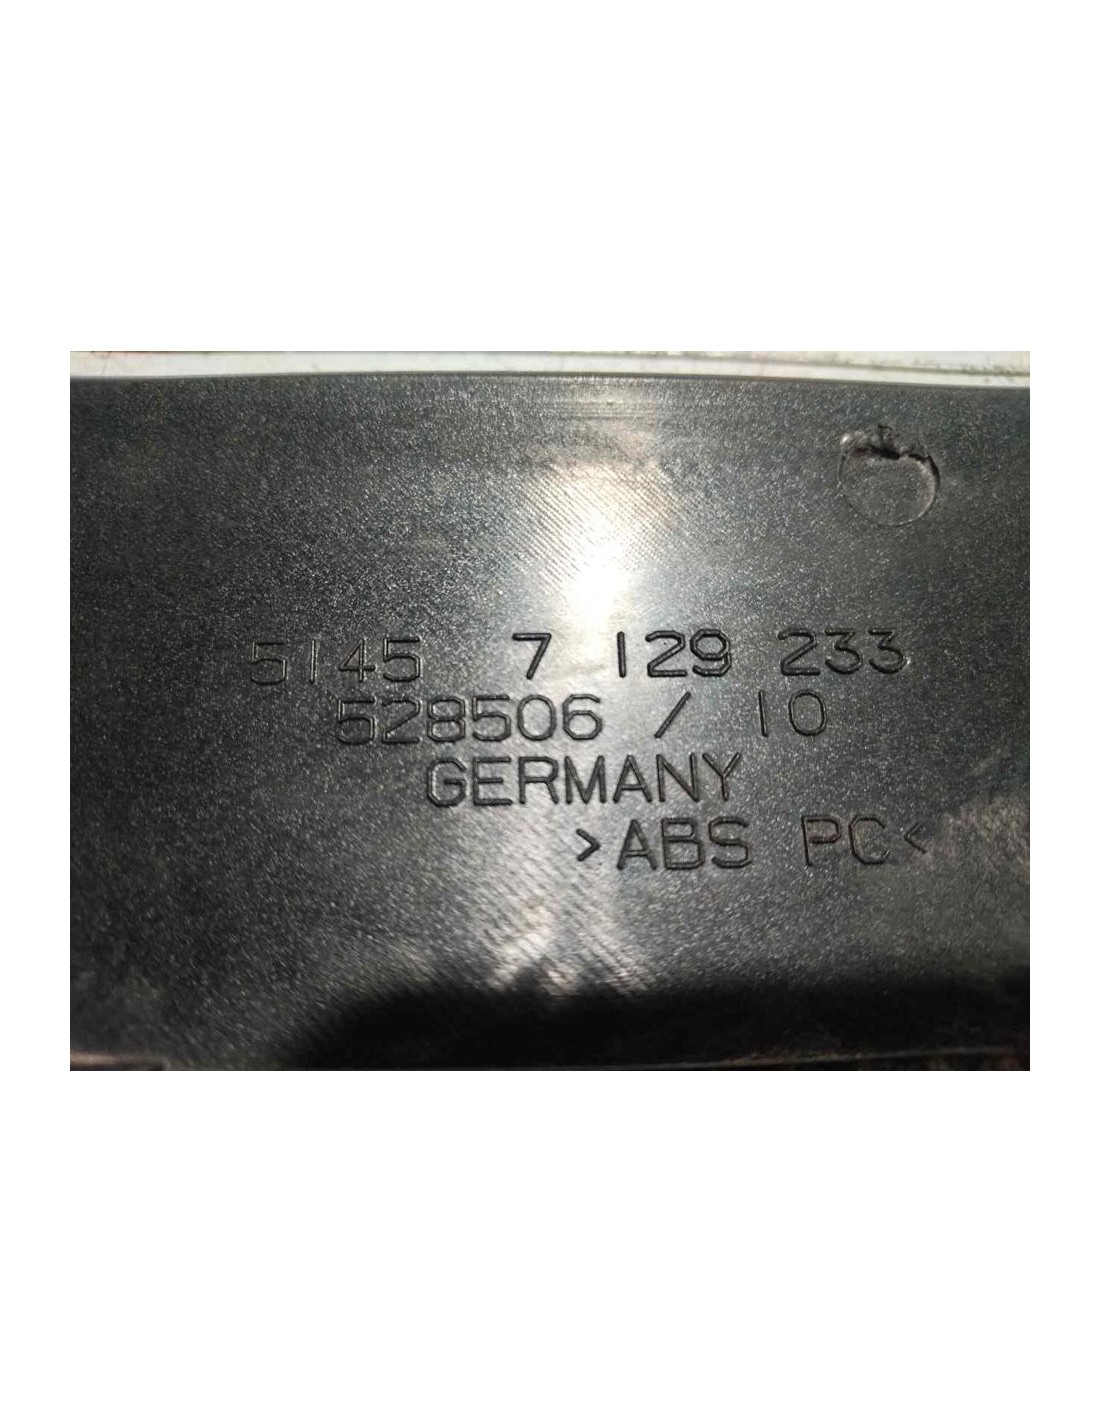 5145 7 129 233
528506 / 10
GERMANY
>ABS PC<